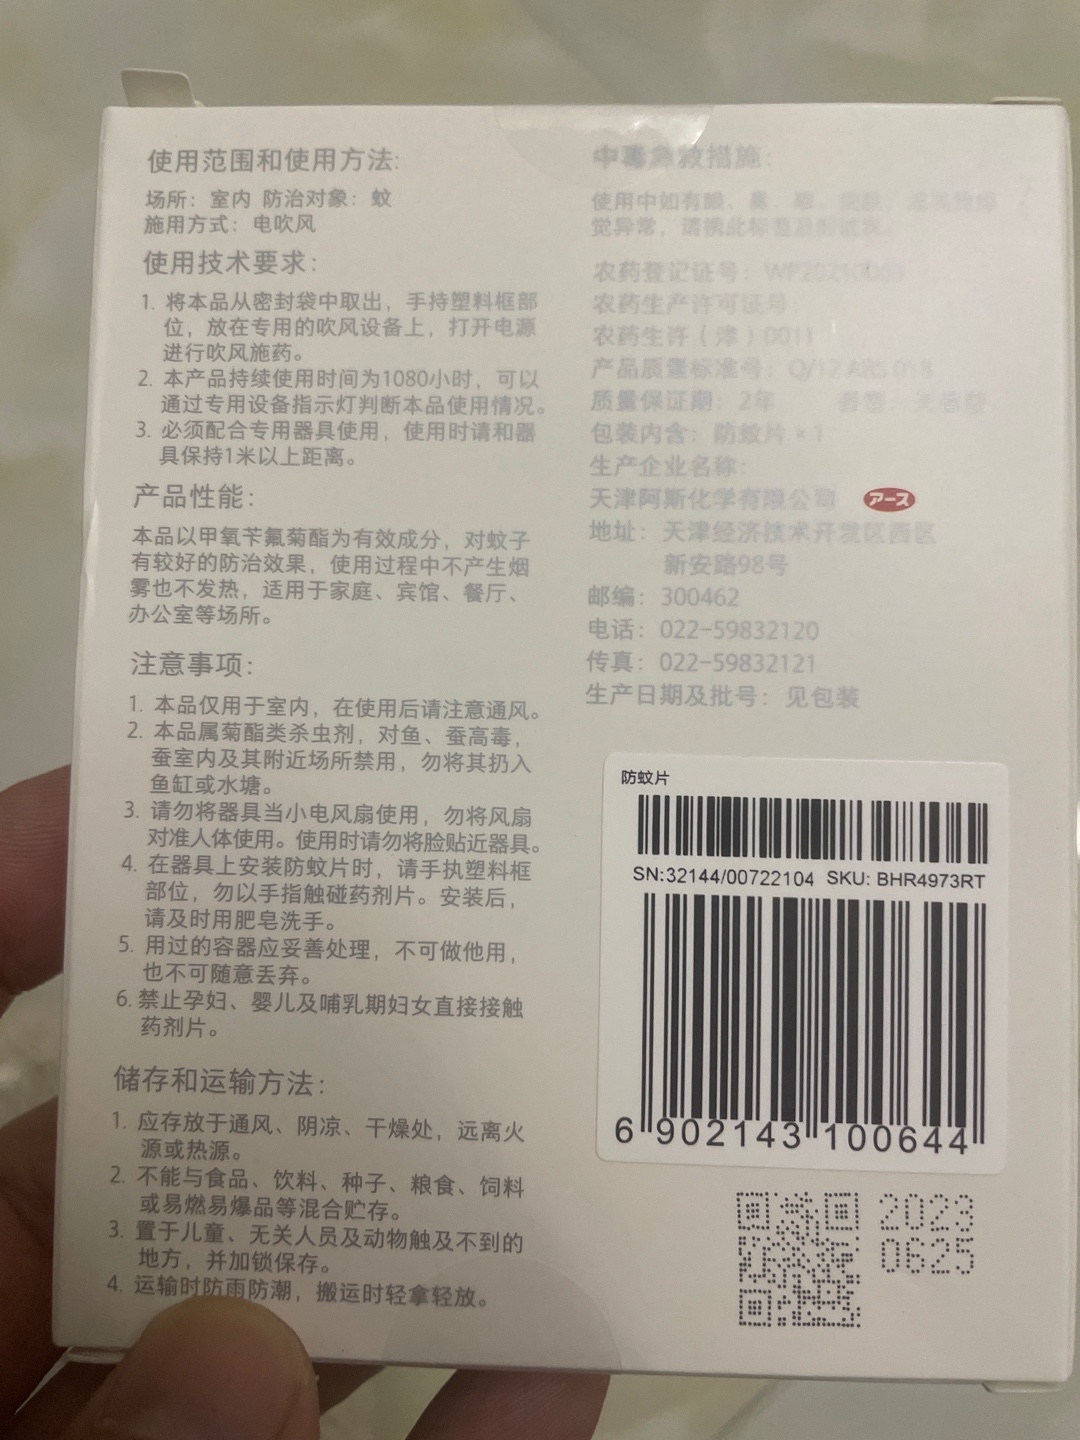 使用范围和使用方法:
场所: 室内 防治对象: 蚊
施用方式: 电吹风
使用技术要求:
1. 将本品从密封袋中取出, 手持塑料框部
位, 放在专用的吹风设备上, 打开电源
进行吹风施药。
2. 本产品持续使用时间为1080小时, 可以
通过专用设备指示灯判断本品使用情况。
3. 必须配合专用器具使用, 使用时请和器
具保持1米以上距离。
产品性能:
本品以甲氧苄氟菊酯为有效成分, 对蚊子
有较好的防治效果, 使用过程中不产生烟
雾也不发热, 适用于家庭、宾馆、餐厅、
办公室等场所。
注意事项:
1. 本品仅用于室内, 在使用后请注意通风。
2. 本品属菊酯类杀虫剂, 对鱼、蚕高毒,
蚕室内及其附近场所禁用, 勿将其扔入
鱼缸或水塘。
3. 请勿将器具当小电风扇使用, 勿将风扇
对准人体使用。使用时请勿将脸贴近器具。
4. 在器具上安装防蚊片时, 请手执塑料框
部位, 勿以手指触碰药剂片。安装后,
请及时用肥皂洗手。
5. 用过的容器应妥善处理, 不可做他用,
也不可随意丢弃。
6. 禁止孕妇、婴儿及哺乳期妇女直接接触
药剂片。
储存和运输方法:
1. 应存放于通风、阴凉、干燥处, 远离火
源或热源。
2. 不能与食品、饮料、种子、粮食、饲料
或易燃易爆品等混合贮存。
3. 置于儿童、无关人员及动物触及不到的
地方, 并加锁保存。
4. 运输时防雨防潮, 搬运时轻拿轻放。
中毒急救措施:
使用中如有
觉异常, 请携此标签
农药登记证号:
农药生产许可证号
农药生许 (津) 0011
产品质量标准号: Q/12
质量保证期: 2年
包装内含: 防蚊片*1
生产企业名称:
天津阿斯化学有限公司 アース
地址: 天津经济技术开发区西区
新安路98号
邮编: 300462
电话: 022-59832120
传真: 022-59832121
生产日期及批号: 见包装
防蚊片
SN:32144/00722104 SKU: BHR4973RT
6 902143 100644
2023
0625